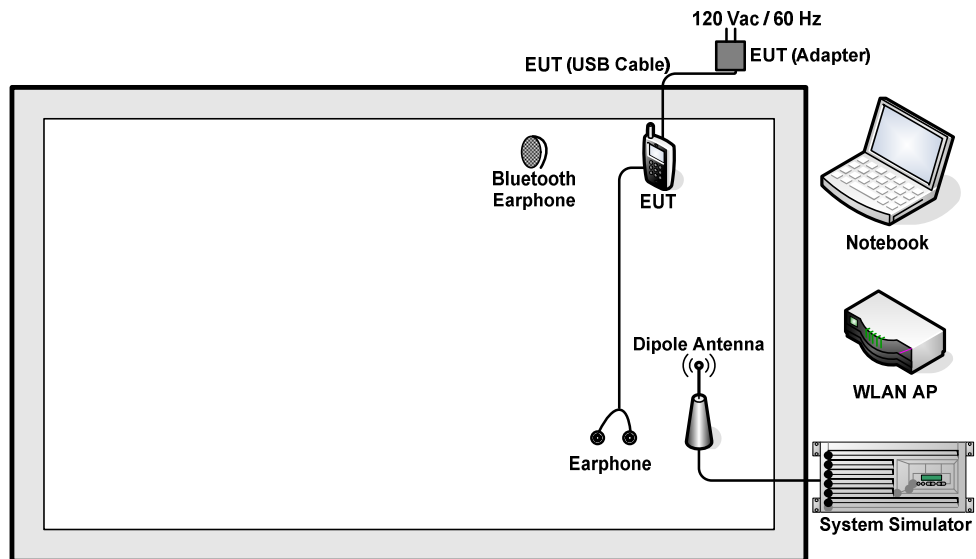 120 Vac / 60 Hz
EUT (Adapter)
EUT (USB Cable)
Bluetooth
Earphone
EUT
Notebook
Dipole Antenna
WLAN AP
Earphone
System Simulator